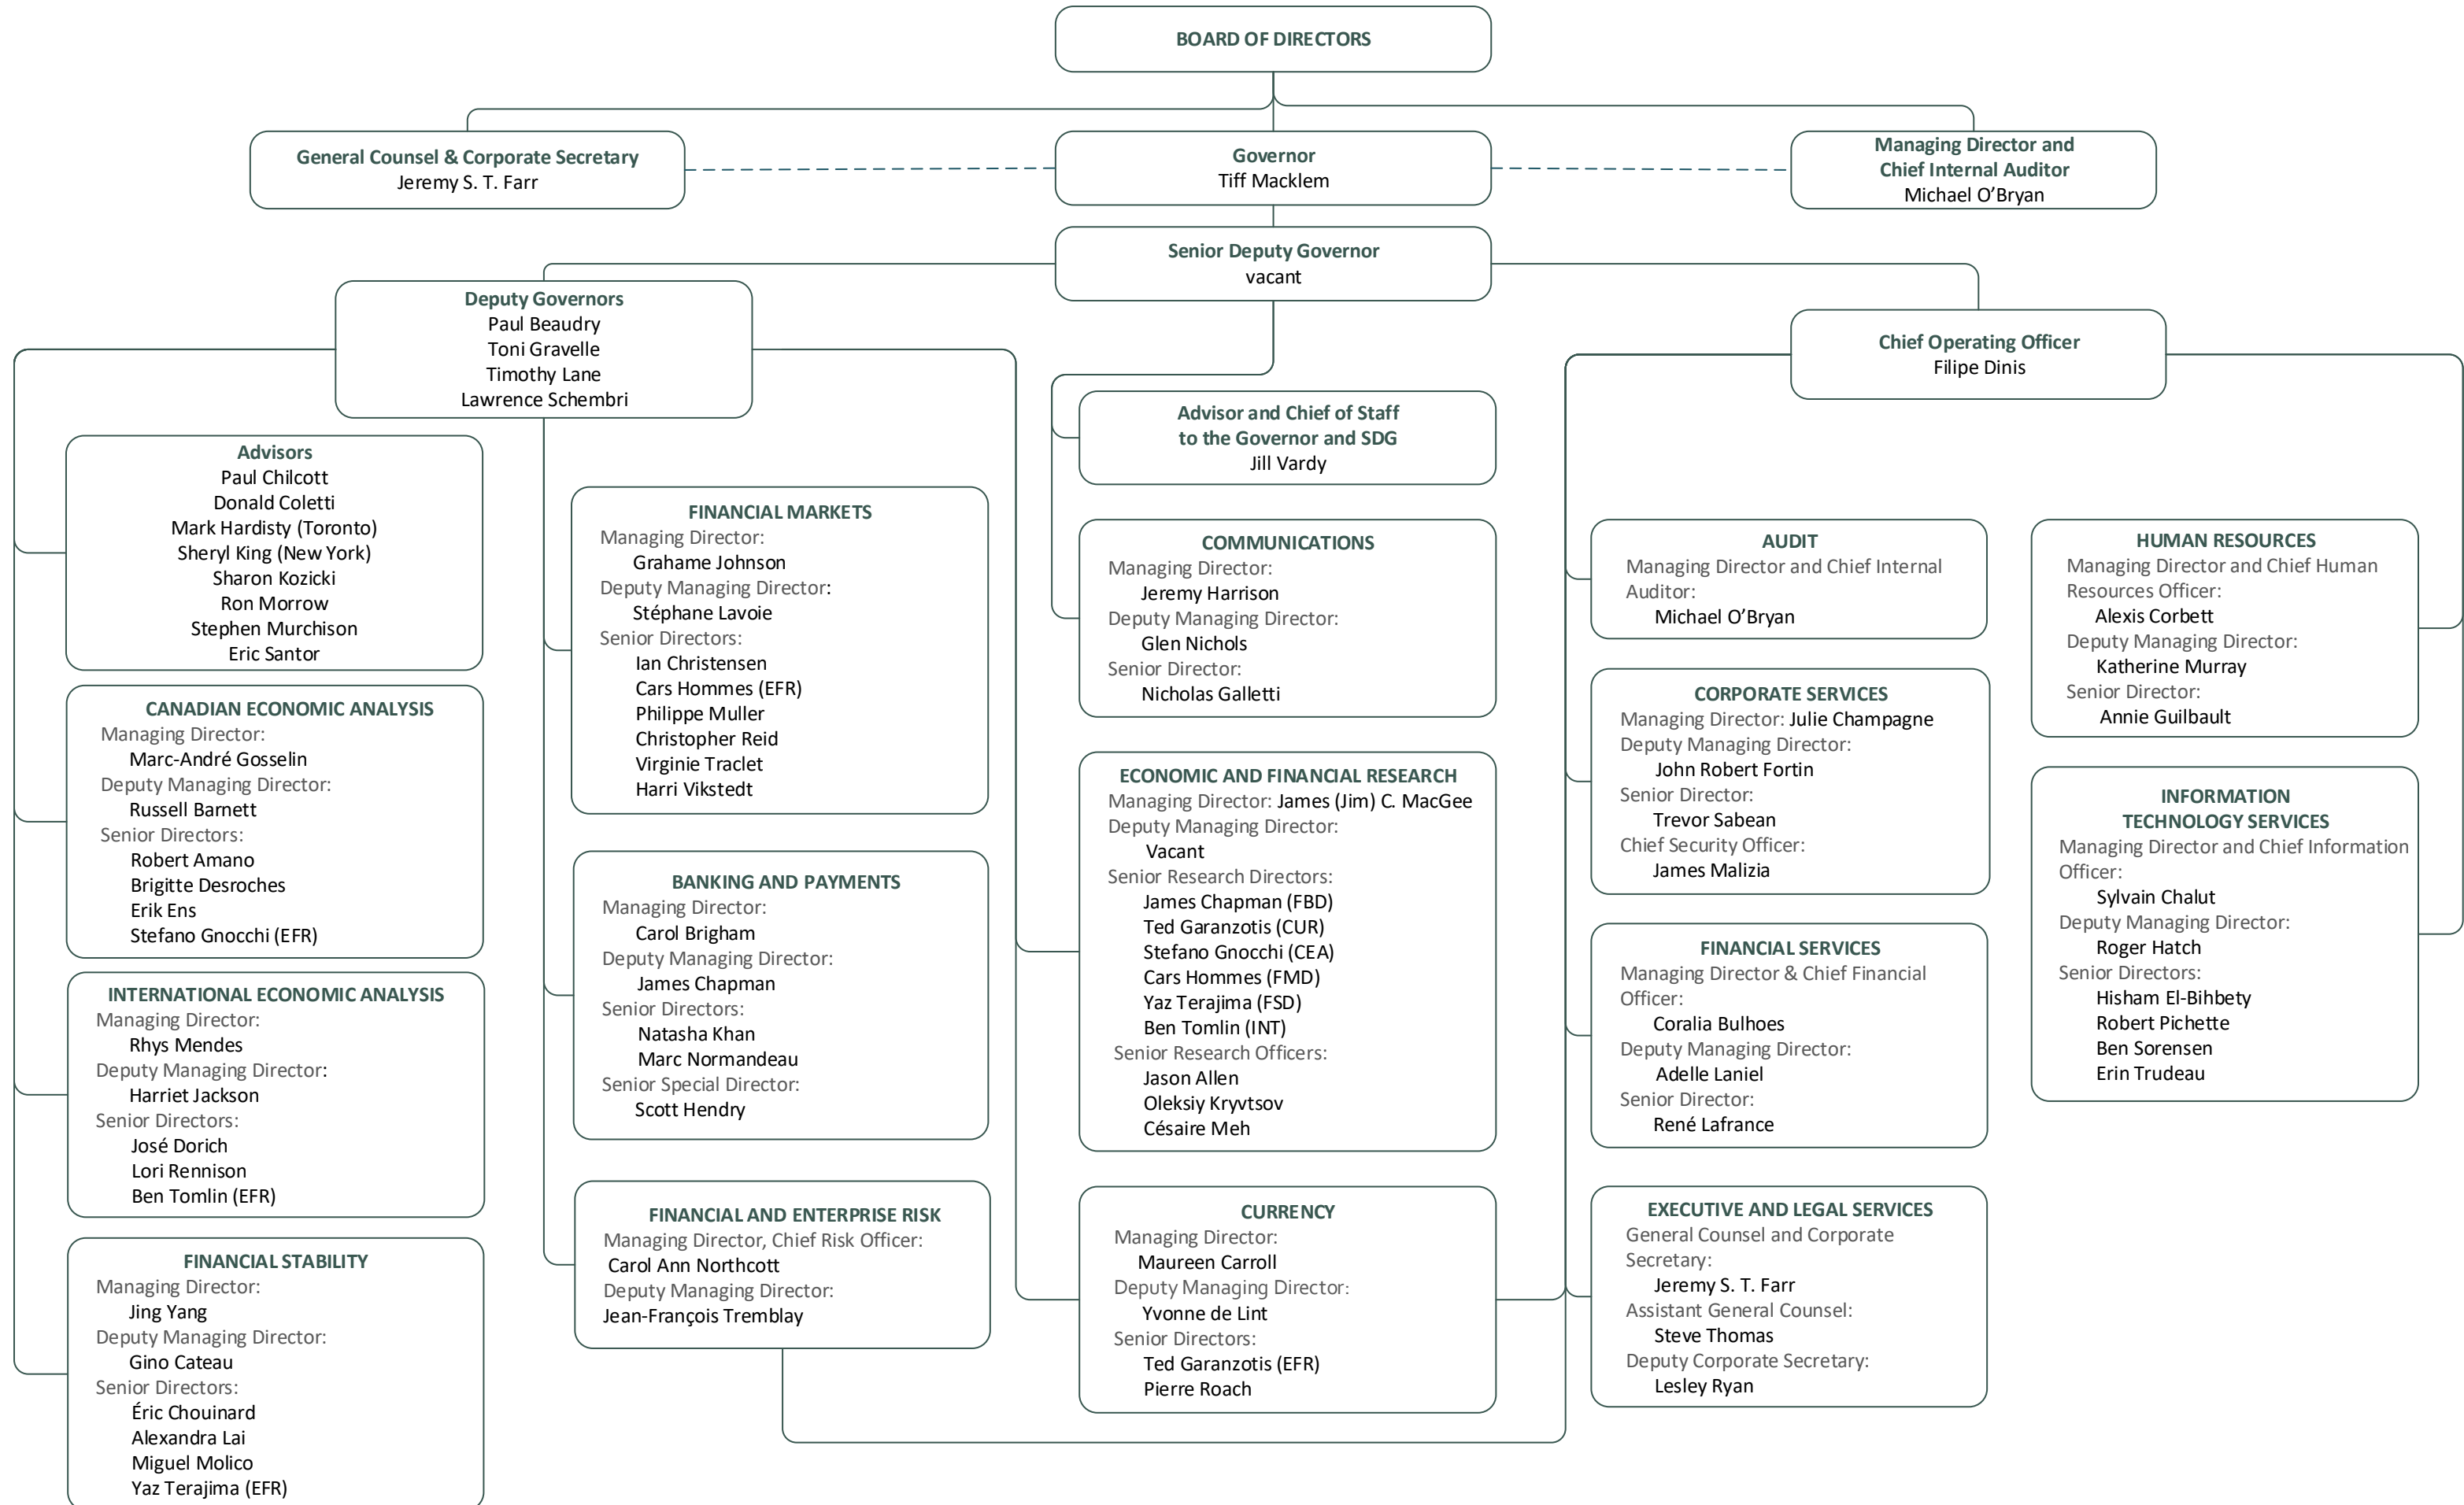 BOARD OF DIRECTORS
General Counsel & Corporate Secretary
Jeremy S. T. Farr
Governor
Tiff Macklem
Managing Director and
Chief Internal Auditor
Michael O’Bryan
Senior Deputy Governor
vacant
Deputy Governors
Paul Beaudry
Toni Gravelle
Timothy Lane
Lawrence Schembri
Chief Operating Officer
Filipe Dinis
Advisors
Paul Chilcott
Donald Coletti
Mark Hardisty (Toronto)
Sheryl King (New York)
Sharon Kozicki
Ron Morrow
Stephen Murchison
Eric Santor
CANADIAN ECONOMIC ANALYSIS
Managing Director:
Marc-André Gosselin
Deputy Managing Director:
Russell Barnett
Senior Directors:
Robert Amano
Brigitte Desroches
Erik Ens
Stefano Gnocchi (EFR)
INTERNATIONAL ECONOMIC ANALYSIS
Managing Director:
Rhys Mendes
Deputy Managing Director:
Harriet Jackson
Senior Directors:
José Dorich
Lori Rennison
Ben Tomlin (EFR)
FINANCIAL STABILITY
Managing Director:
Jing Yang
Deputy Managing Director:
Gino Cateau
Senior Directors:
Éric Chouinard
Alexandra Lai
Miguel Molico
Yaz Terajima (EFR)
FINANCIAL MARKETS
Managing Director:
Grahame Johnson
Deputy Managing Director:
Stéphane Lavoie
Senior Directors:
Ian Christensen
Cars Hommes (EFR)
Philippe Muller
Christopher Reid
Virginie Traclet
Harri Vikstedt
BANKING AND PAYMENTS
Managing Director:
Carol Brigham
Deputy Managing Director:
James Chapman
Senior Directors:
Natasha Khan
Marc Normandeau
Senior Special Director:
Scott Hendry
FINANCIAL AND ENTERPRISE RISK
Managing Director, Chief Risk Officer:
Carol Ann Northcott
Deputy Managing Director:
Jean-François Tremblay
Advisor and Chief of Staff
to the Governor and SDG
Jill Vardy
COMMUNICATIONS
Managing Director:
Jeremy Harrison
Deputy Managing Director:
Glen Nichols
Senior Director:
Nicholas Galletti
ECONOMIC AND FINANCIAL RESEARCH
Managing Director: James (Jim) C. MacGee
Deputy Managing Director:
Vacant
Senior Research Directors:
James Chapman (FBD)
Ted Garanzotis (CUR)
Stefano Gnocchi (CEA)
Cars Hommes (FMD)
Yaz Terajima (FSD)
Ben Tomlin (INT)
Senior Research Officers:
Jason Allen
Oleksiy Kryvtsov
Césaire Meh
CURRENCY
Managing Director:
Maureen Carroll
Deputy Managing Director:
Yvonne de Lint
Senior Directors:
Ted Garanzotis (EFR)
Pierre Roach
AUDIT
Managing Director and Chief Internal
Auditor:
Michael O’Bryan
CORPORATE SERVICES
Managing Director: Julie Champagne
Deputy Managing Director:
John Robert Fortin
Senior Director:
Trevor Sabean
Chief Security Officer:
James Malizia
FINANCIAL SERVICES
Managing Director & Chief Financial
Officer:
Coralia Bulhoes
Deputy Managing Director:
Adelle Laniel
Senior Director:
René Lafrance
EXECUTIVE AND LEGAL SERVICES
General Counsel and Corporate
Secretary:
Jeremy S. T. Farr
Assistant General Counsel:
Steve Thomas
Deputy Corporate Secretary:
Lesley Ryan
HUMAN RESOURCES
Managing Director and Chief Human
Resources Officer:
Alexis Corbett
Deputy Managing Director:
Katherine Murray
Senior Director:
Annie Guilbault
INFORMATION
TECHNOLOGY SERVICES
Managing Director and Chief Information
Officer:
Sylvain Chalut
Deputy Managing Director:
Roger Hatch
Senior Directors:
Hisham El-Bihbety
Robert Pichette
Ben Sorensen
Erin Trudeau